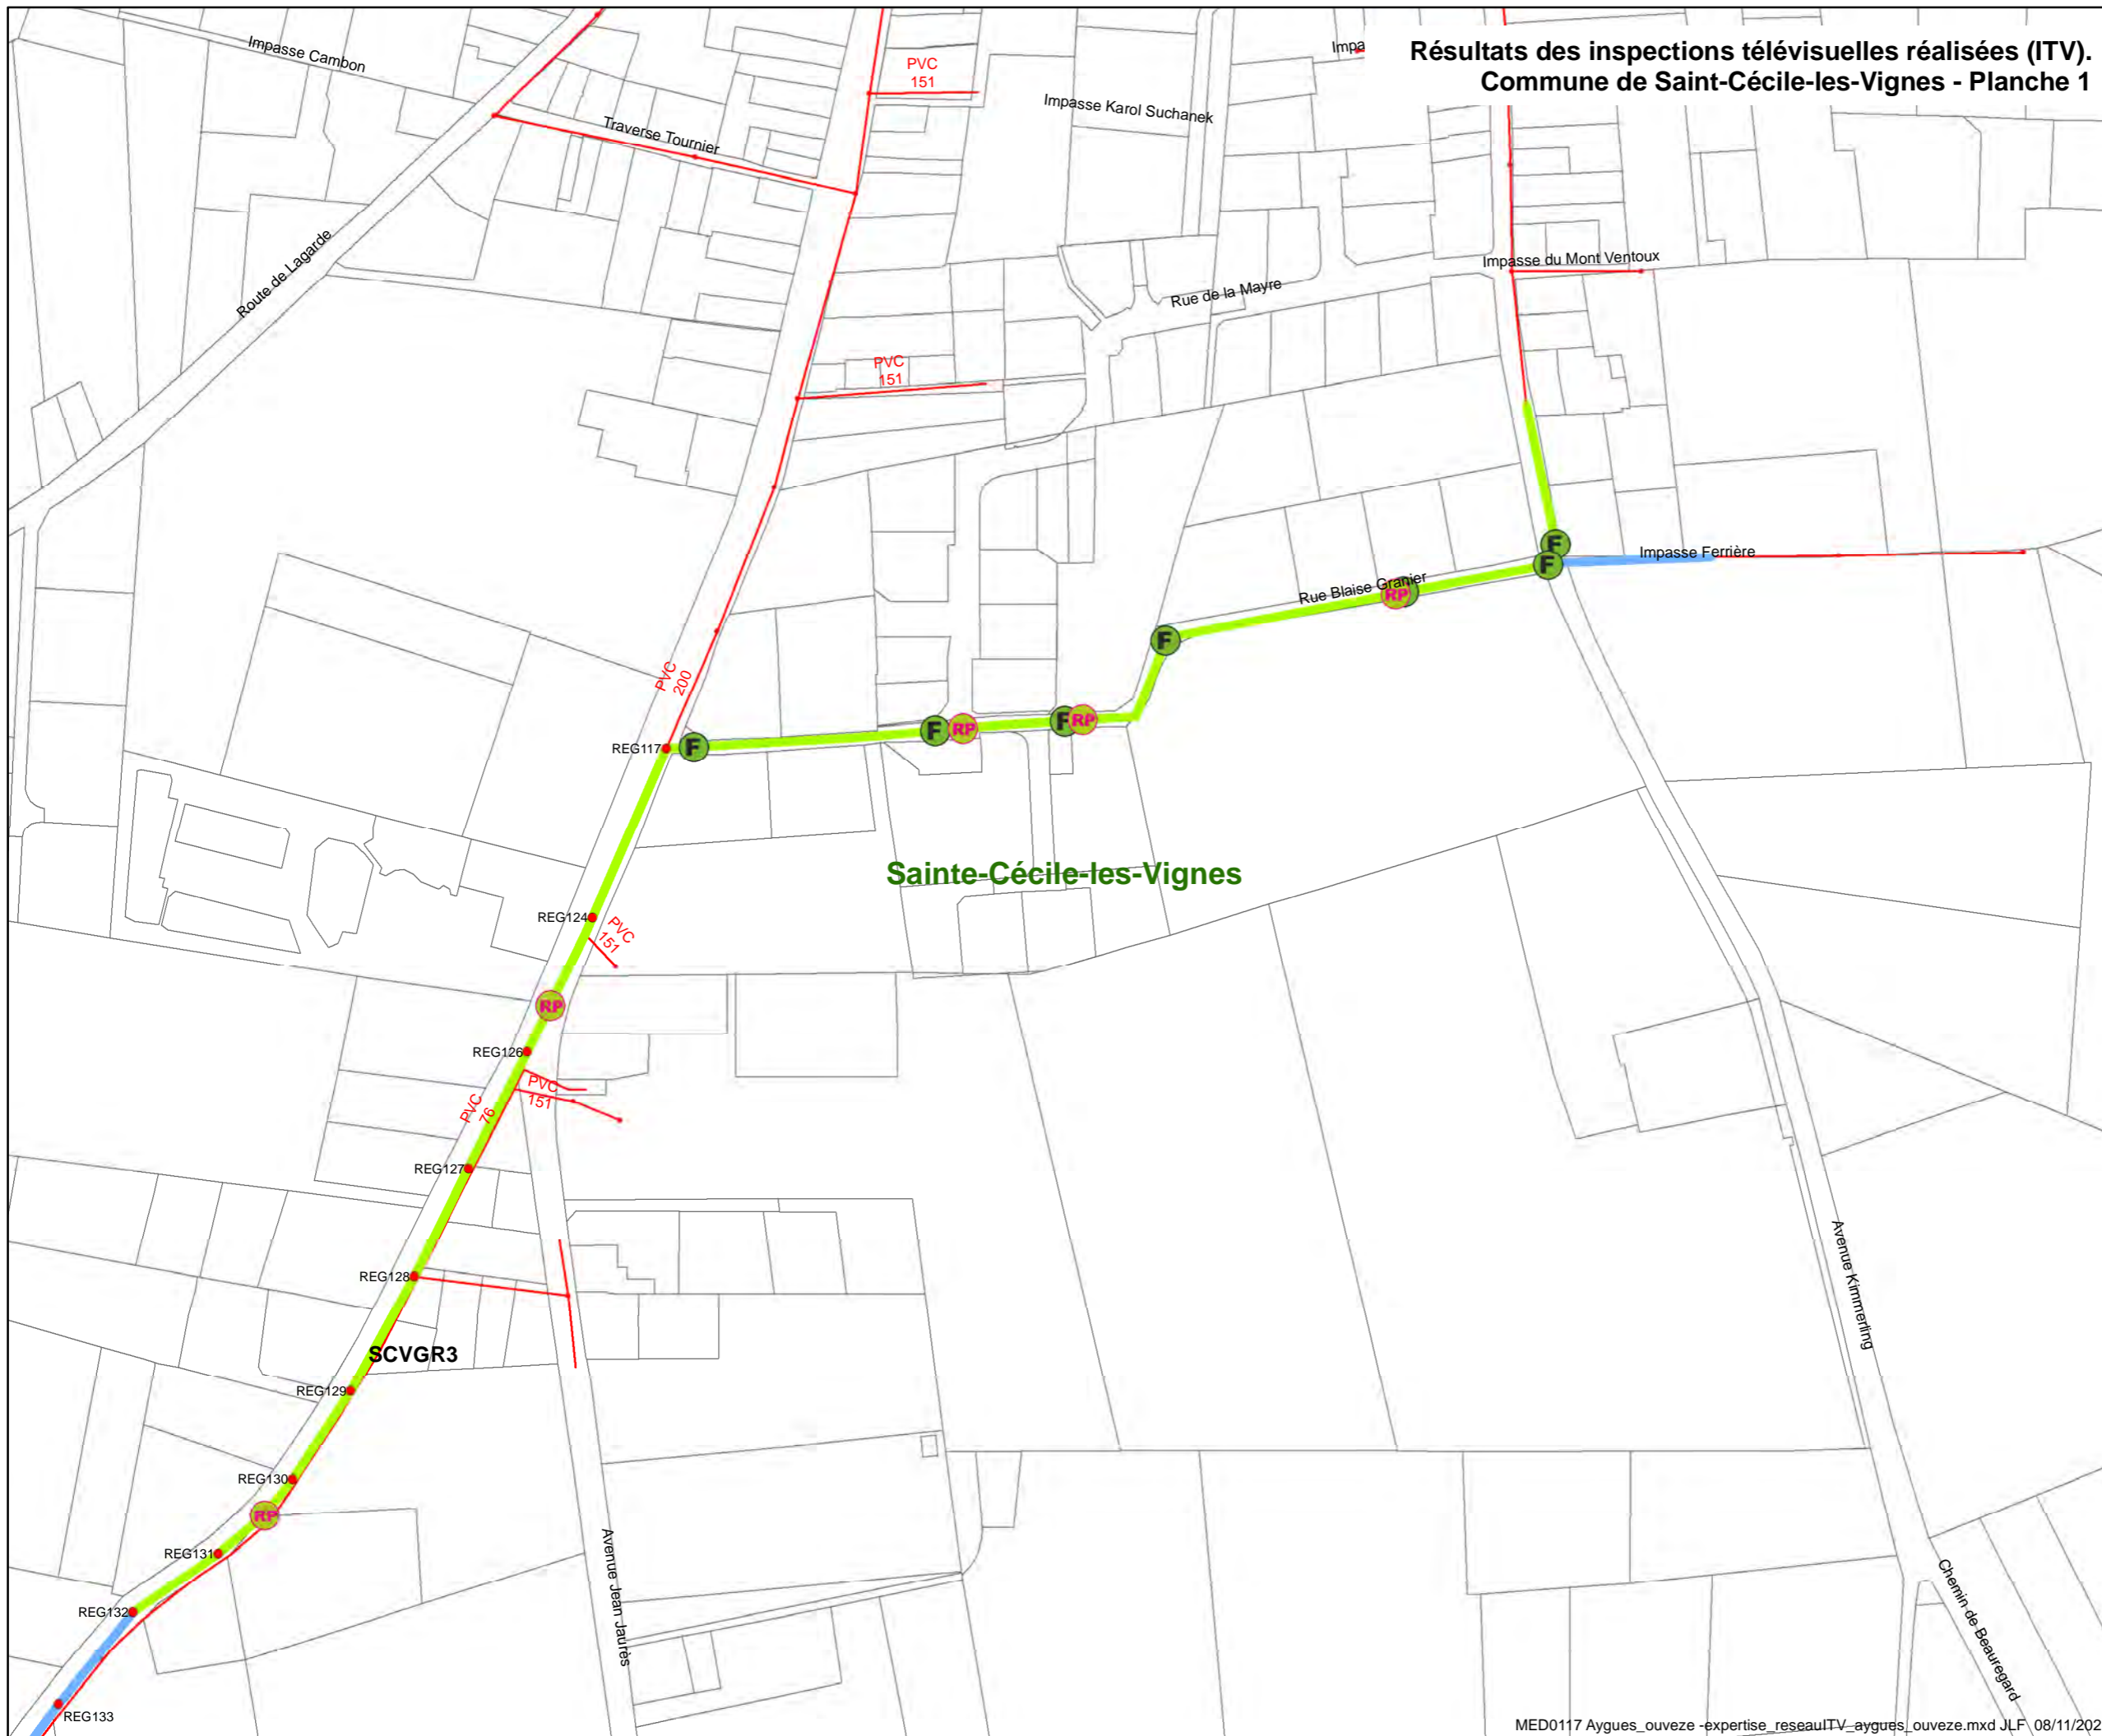 Résultats des inspections télévisuelles réalisées (ITV).
Commune de Saint-Cécile-les-Vignes - Planche 1
Impasse Cambon
Impa
PVC
151
Impasse Karol Suchanek
Traverse Tournier
Route de Lagarde
Impasse du Mont Ventoux
Rue de la Mayre
PVC
151
F
Impasse Ferrière
F
Rue Blaise Granier
RP
F
PVC
200
F RP
F RP
REG117
F
Sainte-Cécile-les-Vignes
REG124
PVC
151
RP
REG126
PVC
151
PVC
76
REG127
REG128
Avenue Kimmerling
SCVGR3
REG129
REG130
RP
REG131
Avenue Jean Jaurès
Chemin de Beauregard
REG132
REG133
MED0117 Aygues_ouveze -expertise_reseauITV_aygues_ouveze.mxd JLF 08/11/202